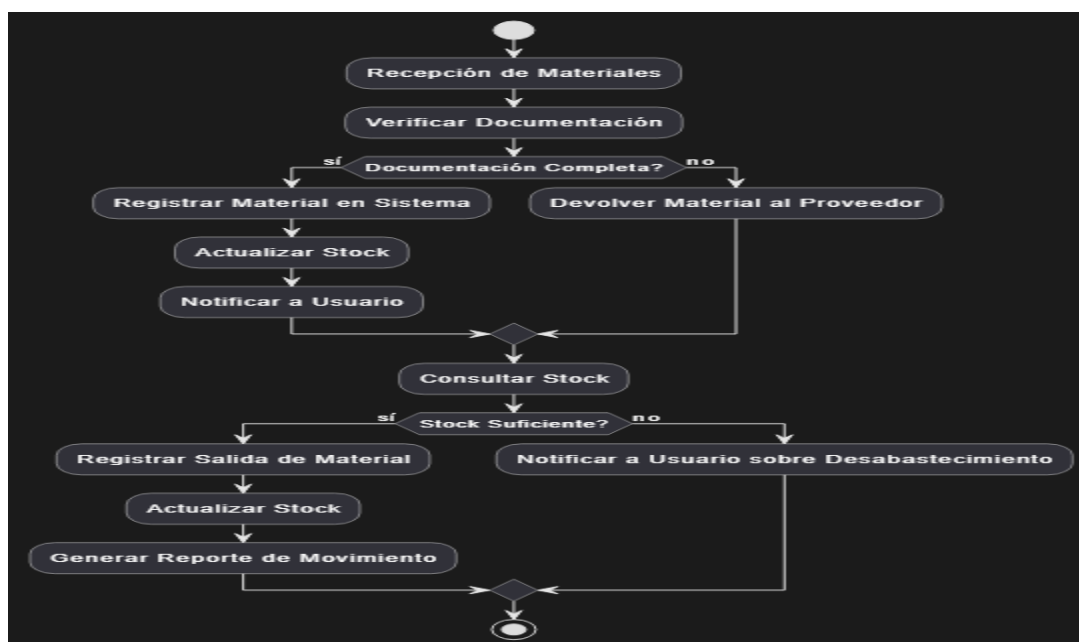 Recepción de Materiales
Verificar Documentación
sí
Documentación Completa?
no
Registrar Material en Sistema
Devolver Material al Proveedor
Actualizar Stock
Notificar a Usuario
Consultar Stock
sí
Stock Suficiente?
no
Registrar Salida de Material
Notificar a Usuario sobre Desabastecimiento
Actualizar Stock
Generar Reporte de Movimiento